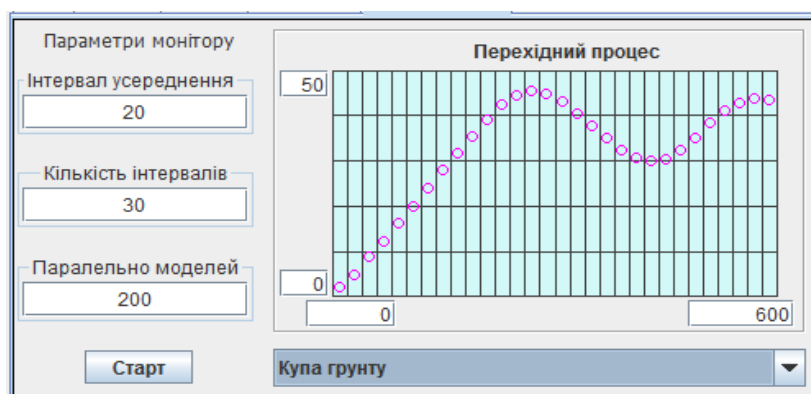 Параметри монітору
Інтервал усереднення
20
Кількість інтервалів
30
Паралельно моделей
200
Старт
Перехідний процес
50
0
0
600
Купа грунту